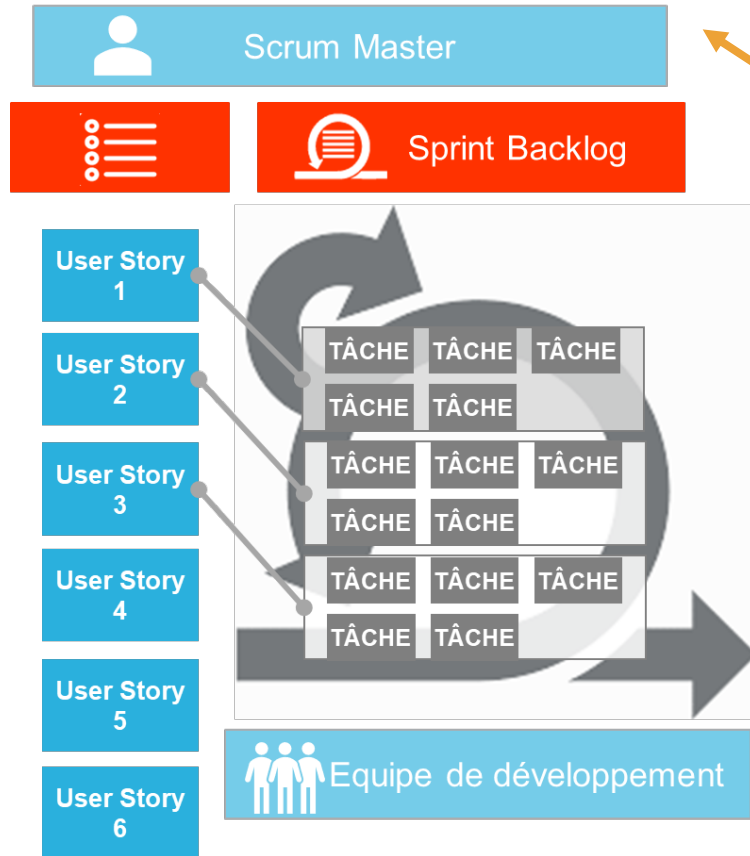 Scrum Master
Sprint Backlog
User Story
1
User Story
2
User Story
3
User Story
4
User Story
5
User Story
6
TÂCHE TÂCHE TÂCHE
TÂCHE TÂCHE
TÂCHE TÂCHE TÂCHE
TÂCHE TÂCHE
TÂCHE TÂCHE TÂCHE
TÂCHE TÂCHE
Equipe de développement